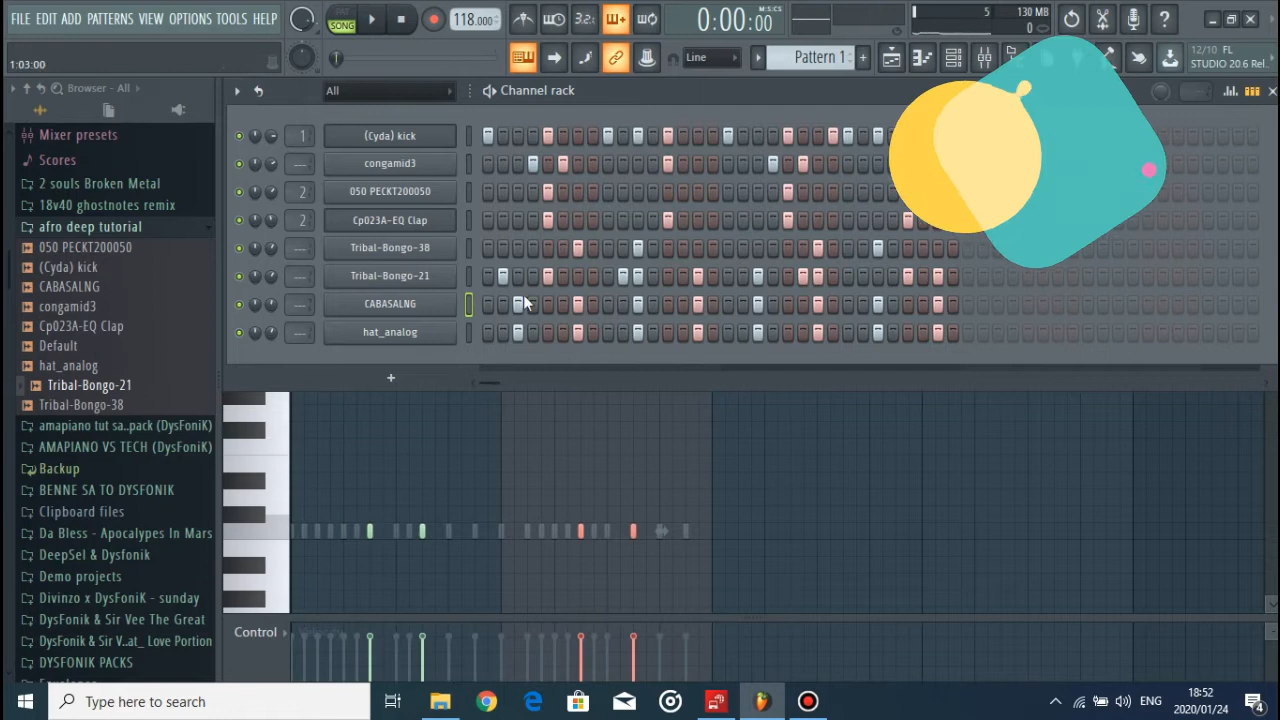 FILE EDIT PATTERNS VIEW OPTIONS TOOLS HELP
PAT
SONG
118.000
3.2
0:00:00
M:S:CS
5
130 MB
0
1:03:00
Line
Pattern 1
12/10 FL
STUDIO 20.6 Rel..
Browser - All
All
Channel rack
Mixer presets
Scores
2 souls Broken Metal
18v40 ghostnotes remix
afro deep tutorial
050 PECKT200050
(Cyda) kick
CABASALNG
congamid3
Cp023A-EQ Clap
Default
hat_analog
Tribal-Bongo-21
Tribal-Bongo-38
amapiano tut sa..pack (DysFoniK)
AMAPIANO VS TECH (DysFoniK)
Backup
BENNE SA TO DYSFONIK
Clipboard files
Da Bless - Apocalypes In Mars
DeepSel & Dysfonik
Demo projects
Divinzo x DysFoniK - sunday
DysFonik & Sir Vee The Great
DysFonik & Sir V..at_ Love Portion
DYSFONIK PACKS
1
(Cyda) kick
---
congamid3
2
050 PECKT200050
2
Cp023A-EQ Clap
---
Tribal-Bongo-38
---
Tribal-Bongo-21
---
CABASALNG
---
hat_analog
+
Control
Type here to search
ENG
18:52
2020/01/24
4